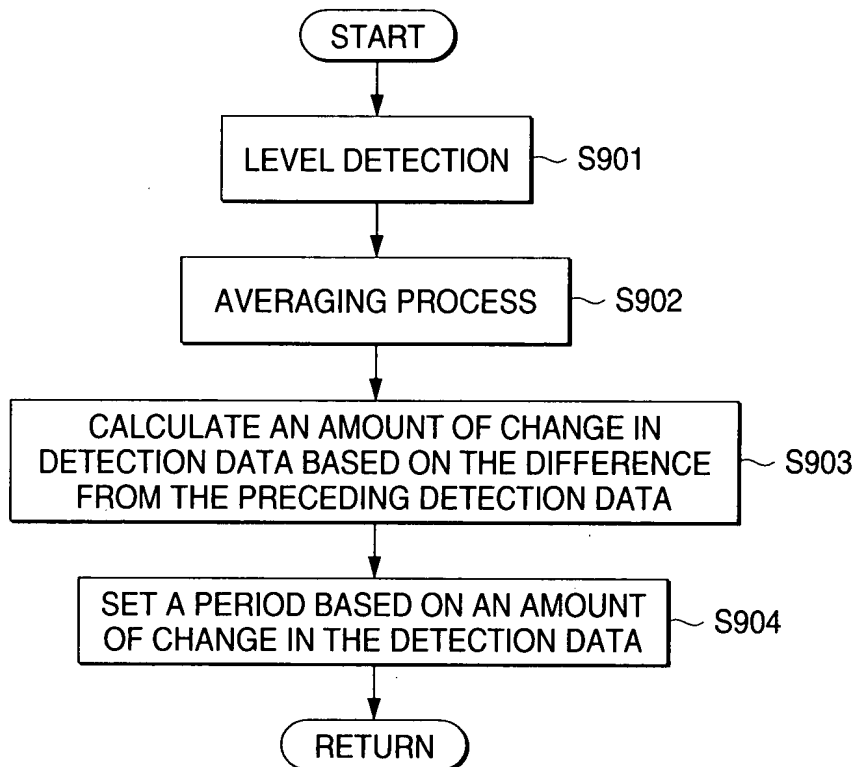 START
LEVEL DETECTION
S901
AVERAGING PROCESS
S902
CALCULATE AN AMOUNT OF CHANGE IN
DETECTION DATA BASED ON THE DIFFERENCE
FROM THE PRECEDING DETECTION DATA
S903
SET A PERIOD BASED ON AN AMOUNT
OF CHANGE IN THE DETECTION DATA
S904
RETURN